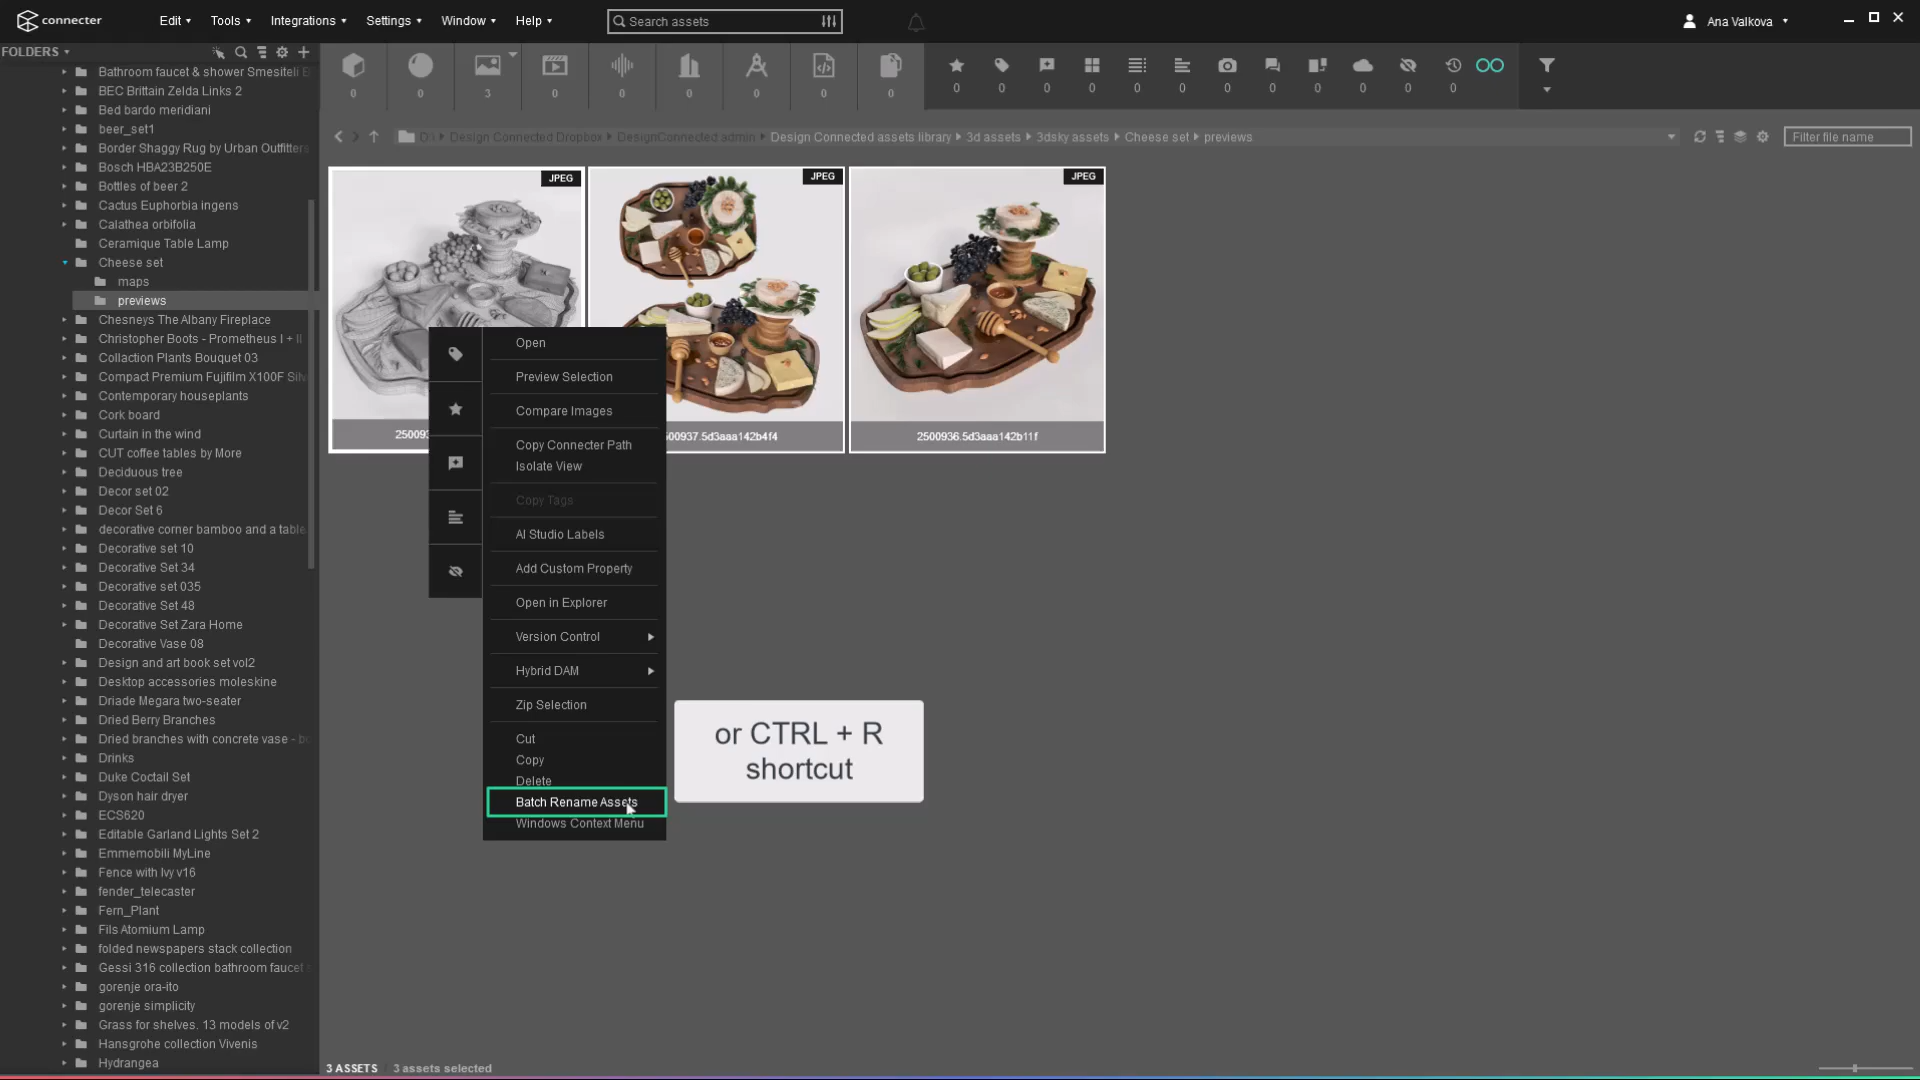 connecter
Edit
Tools
Integrations
Settings
Window
Help
Search assets
Ana Valkova
FOLDERS
Bathroom faucet & shower Smesiteli
BEC Brittain Zelda Links 2
Bed bardo meridiani
beer_set1
Border Shaggy Rug by Urban Outfitters
Bosch HBA23B250E
Bottles of beer 2
Cactus Euphorbia ingens
Calathea orbifolia
Ceramique Table Lamp
Cheese set
maps
previews
Chesneys The Albany Fireplace
Christopher Boots - Prometheus I + II
Collaction Plants Bouquet 03
Compact Premium Fujifilm X100F Silv
Contemporary houseplants
Cork board
Curtain in the wind
CUT coffee tables by More
Deciduous tree
Decor set 02
Decor Set 6
decorative corner bamboo and a table
Decorative set 10
Decorative Set 34
Decorative set 035
Decorative Set 48
Decorative Set Zara Home
Decorative Vase 08
Design and art book set vol2
Desktop accessories moleskine
Driade Megara two-seater
Dried Berry Branches
Dried branches with concrete vase - bo
Drinks
Duke Coctail Set
Dyson hair dryer
ECS620
Editable Garland Lights Set 2
Emmemobili MyLine
Fence with Ivy v16
fender_telecaster
Fern_Plant
Fils Atomium Lamp
folded newspapers stack collection
Gessi 316 collection bathroom faucet
gorenje ora-ito
gorenje simplicity
Grass for shelves. 13 models of v2
Hansgrohe collection Vivenis
Hydrangea
0 0 3 0 0 0 0 0 0
0 0 0 0 0 0 0 0 0 0 0 0
D:\ Design Connected Dropbox DesignConnected admin Design Connected assets library 3d assets 3dsky assets Cheese set previews
Filter file name
JPEG
JPEG
JPEG
250093
00937.5d3aaa142b4f4
2500936.5d3aaa142b11f
Open
Preview Selection
Compare Images
Copy Connecter Path
Isolate View
Copy Tags
AI Studio Labels
Add Custom Property
Open in Explorer
Version Control
Hybrid DAM
Zip Selection
Cut
Copy
Delete
Batch Rename Assets
Windows Context Menu
or CTRL + R
shortcut
3 ASSETS / 3 assets selected